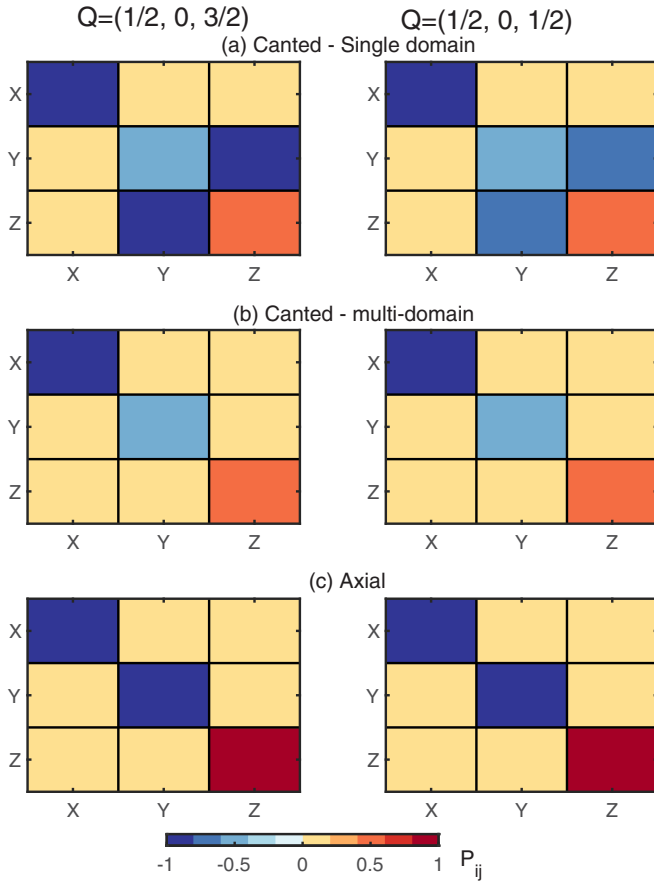 Q=(1/2, 0, 3/2) Q=(1/2, 0, 1/2)
(a) Canted - Single domain
X X
Y Y
Z Z
X Y Z X Y Z
(b) Canted - multi-domain
X X
Y Y
Z Z
X Y Z X Y Z
(c) Axial
X X
Y Y
Z Z
X Y Z X Y Z
-1 -0.5 0 0.5 1 P_ij